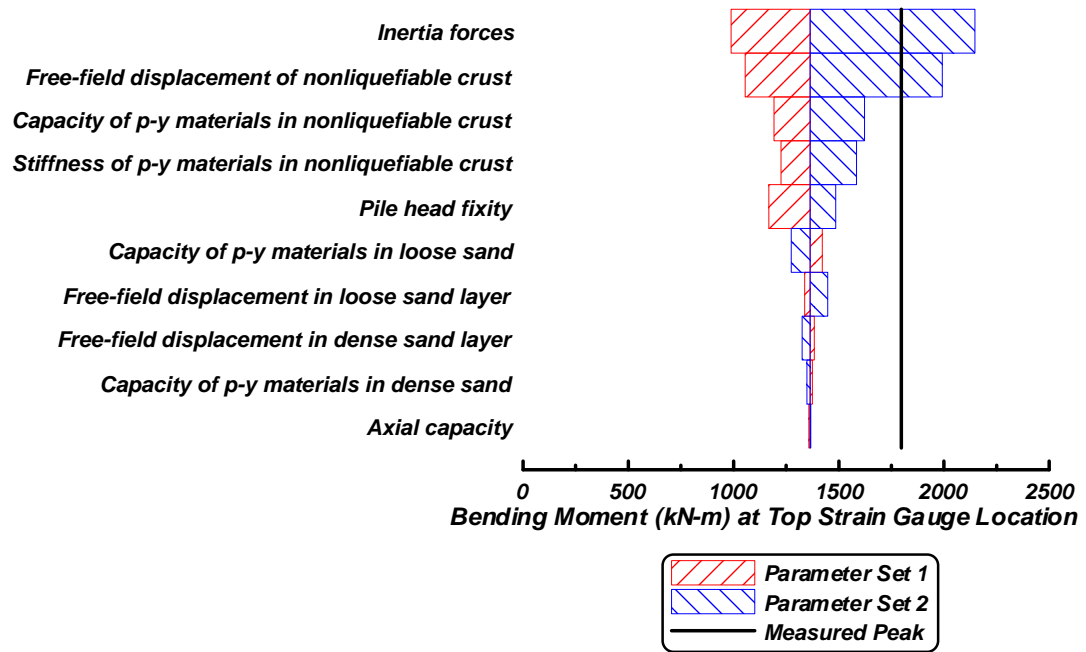 Inertia forces
Free-field displacement of nonliquefiable crust
Capacity of p-y materials in nonliquefiable crust
Stiffness of p-y materials in nonliquefiable crust
Pile head fixity
Capacity of p-y materials in loose sand
Free-field displacement in loose sand layer
Free-field displacement in dense sand layer
Capacity of p-y materials in dense sand
Axial capacity
0 500 1000 1500 2000 2500
Bending Moment (kN-m) at Top Strain Gauge Location
Parameter Set 1
Parameter Set 2
Measured Peak